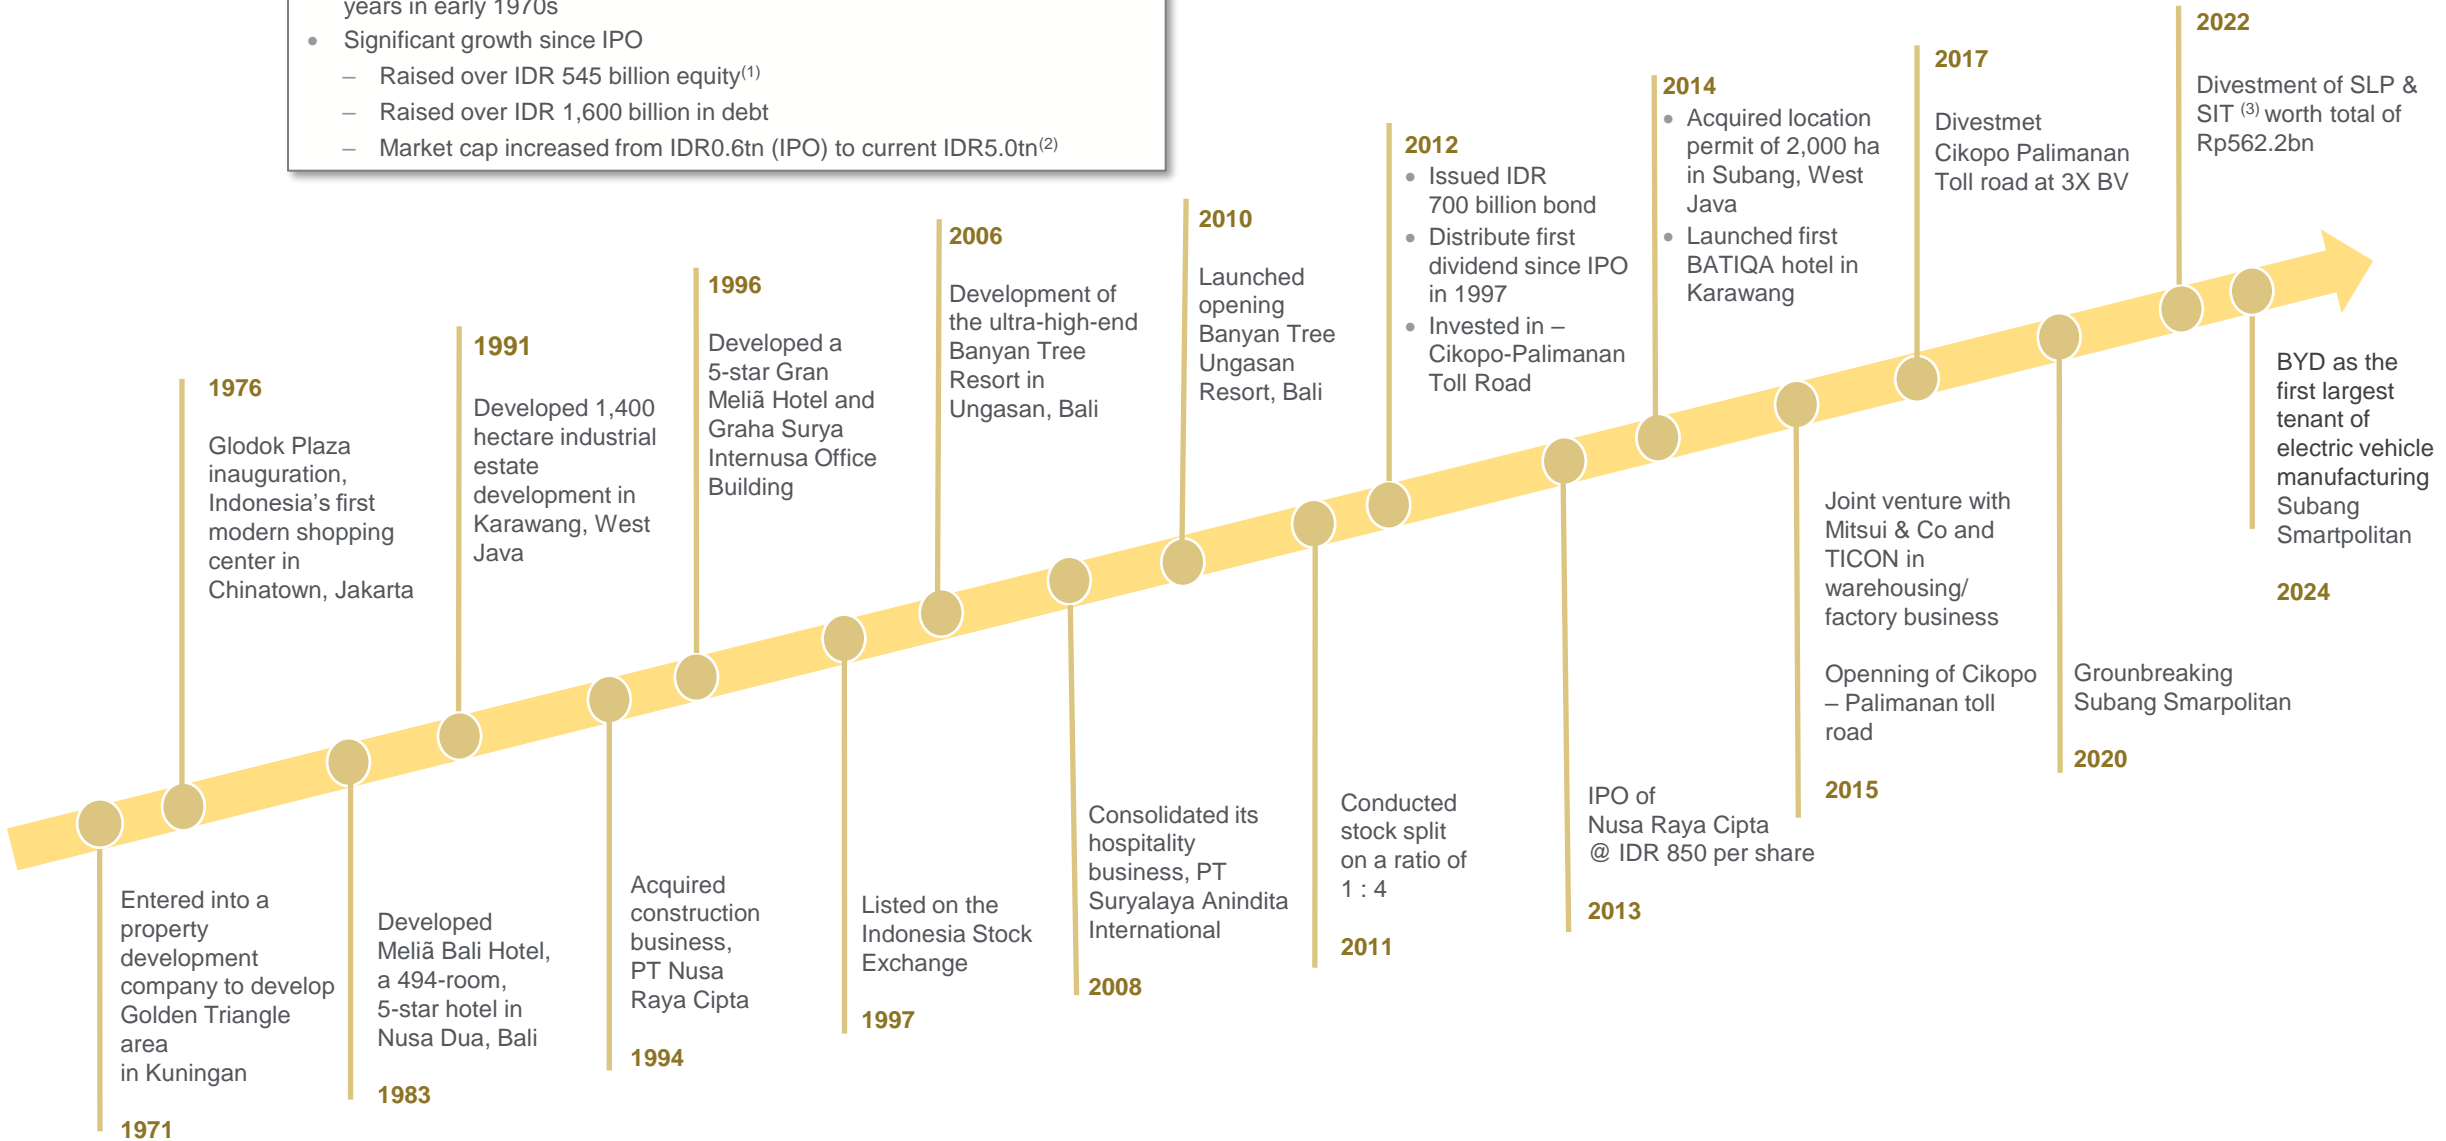 years in early 1970s
• Significant growth since IPO
– Raised over IDR 545 billion equity(1)
– Raised over IDR 1,600 billion in debt
– Market cap increased from IDR0.6tn (IPO) to current IDR5.0tn(2)
1976
Glodok Plaza
inauguration,
Indonesia's first
modern shopping
center in
Chinatown, Jakarta
1991
Developed 1,400
hectare industrial
estate
development in
Karawang, West
Java
1996
Developed a
5-star Gran
Meliã Hotel and
Graha Surya
Internusa Office
Building
2006
Development of
the ultra-high-end
Banyan Tree
Resort in
Ungasan, Bali
2010
Launched
opening
Banyan Tree
Ungasan
Resort, Bali
2012
• Issued IDR
700 billion bond
• Distribute first
dividend since IPO
in 1997
• Invested in –
Cikopo-Palimanan
Toll Road
2014
• Acquired location
permit of 2,000 ha
in Subang, West
Java
• Launched first
BATIQA hotel in
Karawang
2017
Divestmet
Cikopo Palimanan
Toll road at 3X BV
2022
Divestment of SLP &
SIT (3) worth total of
Rp562.2bn
Entered into a
property
development
company to develop
Golden Triangle
area
in Kuningan
1971
Developed
Meliã Bali Hotel,
a 494-room,
5-star hotel in
Nusa Dua, Bali
1983
Acquired
construction
business,
PT Nusa
Raya Cipta
1994
Listed on the
Indonesia Stock
Exchange
1997
Consolidated its
hospitality
business, PT
Suryalaya Anindita
International
2008
Conducted
stock split
on a ratio of
1 : 4
2011
IPO of
Nusa Raya Cipta
@ IDR 850 per share
2013
Joint venture with
Mitsui & Co and
TICON in
warehousing/
factory business
Openning of Cikopo
– Palimanan toll
road
2015
Grounbreaking
Subang Smarpolitan
2020
BYD as the
first largest
tenant of
electric vehicle
manufacturing
Subang
Smartpolitan
2024